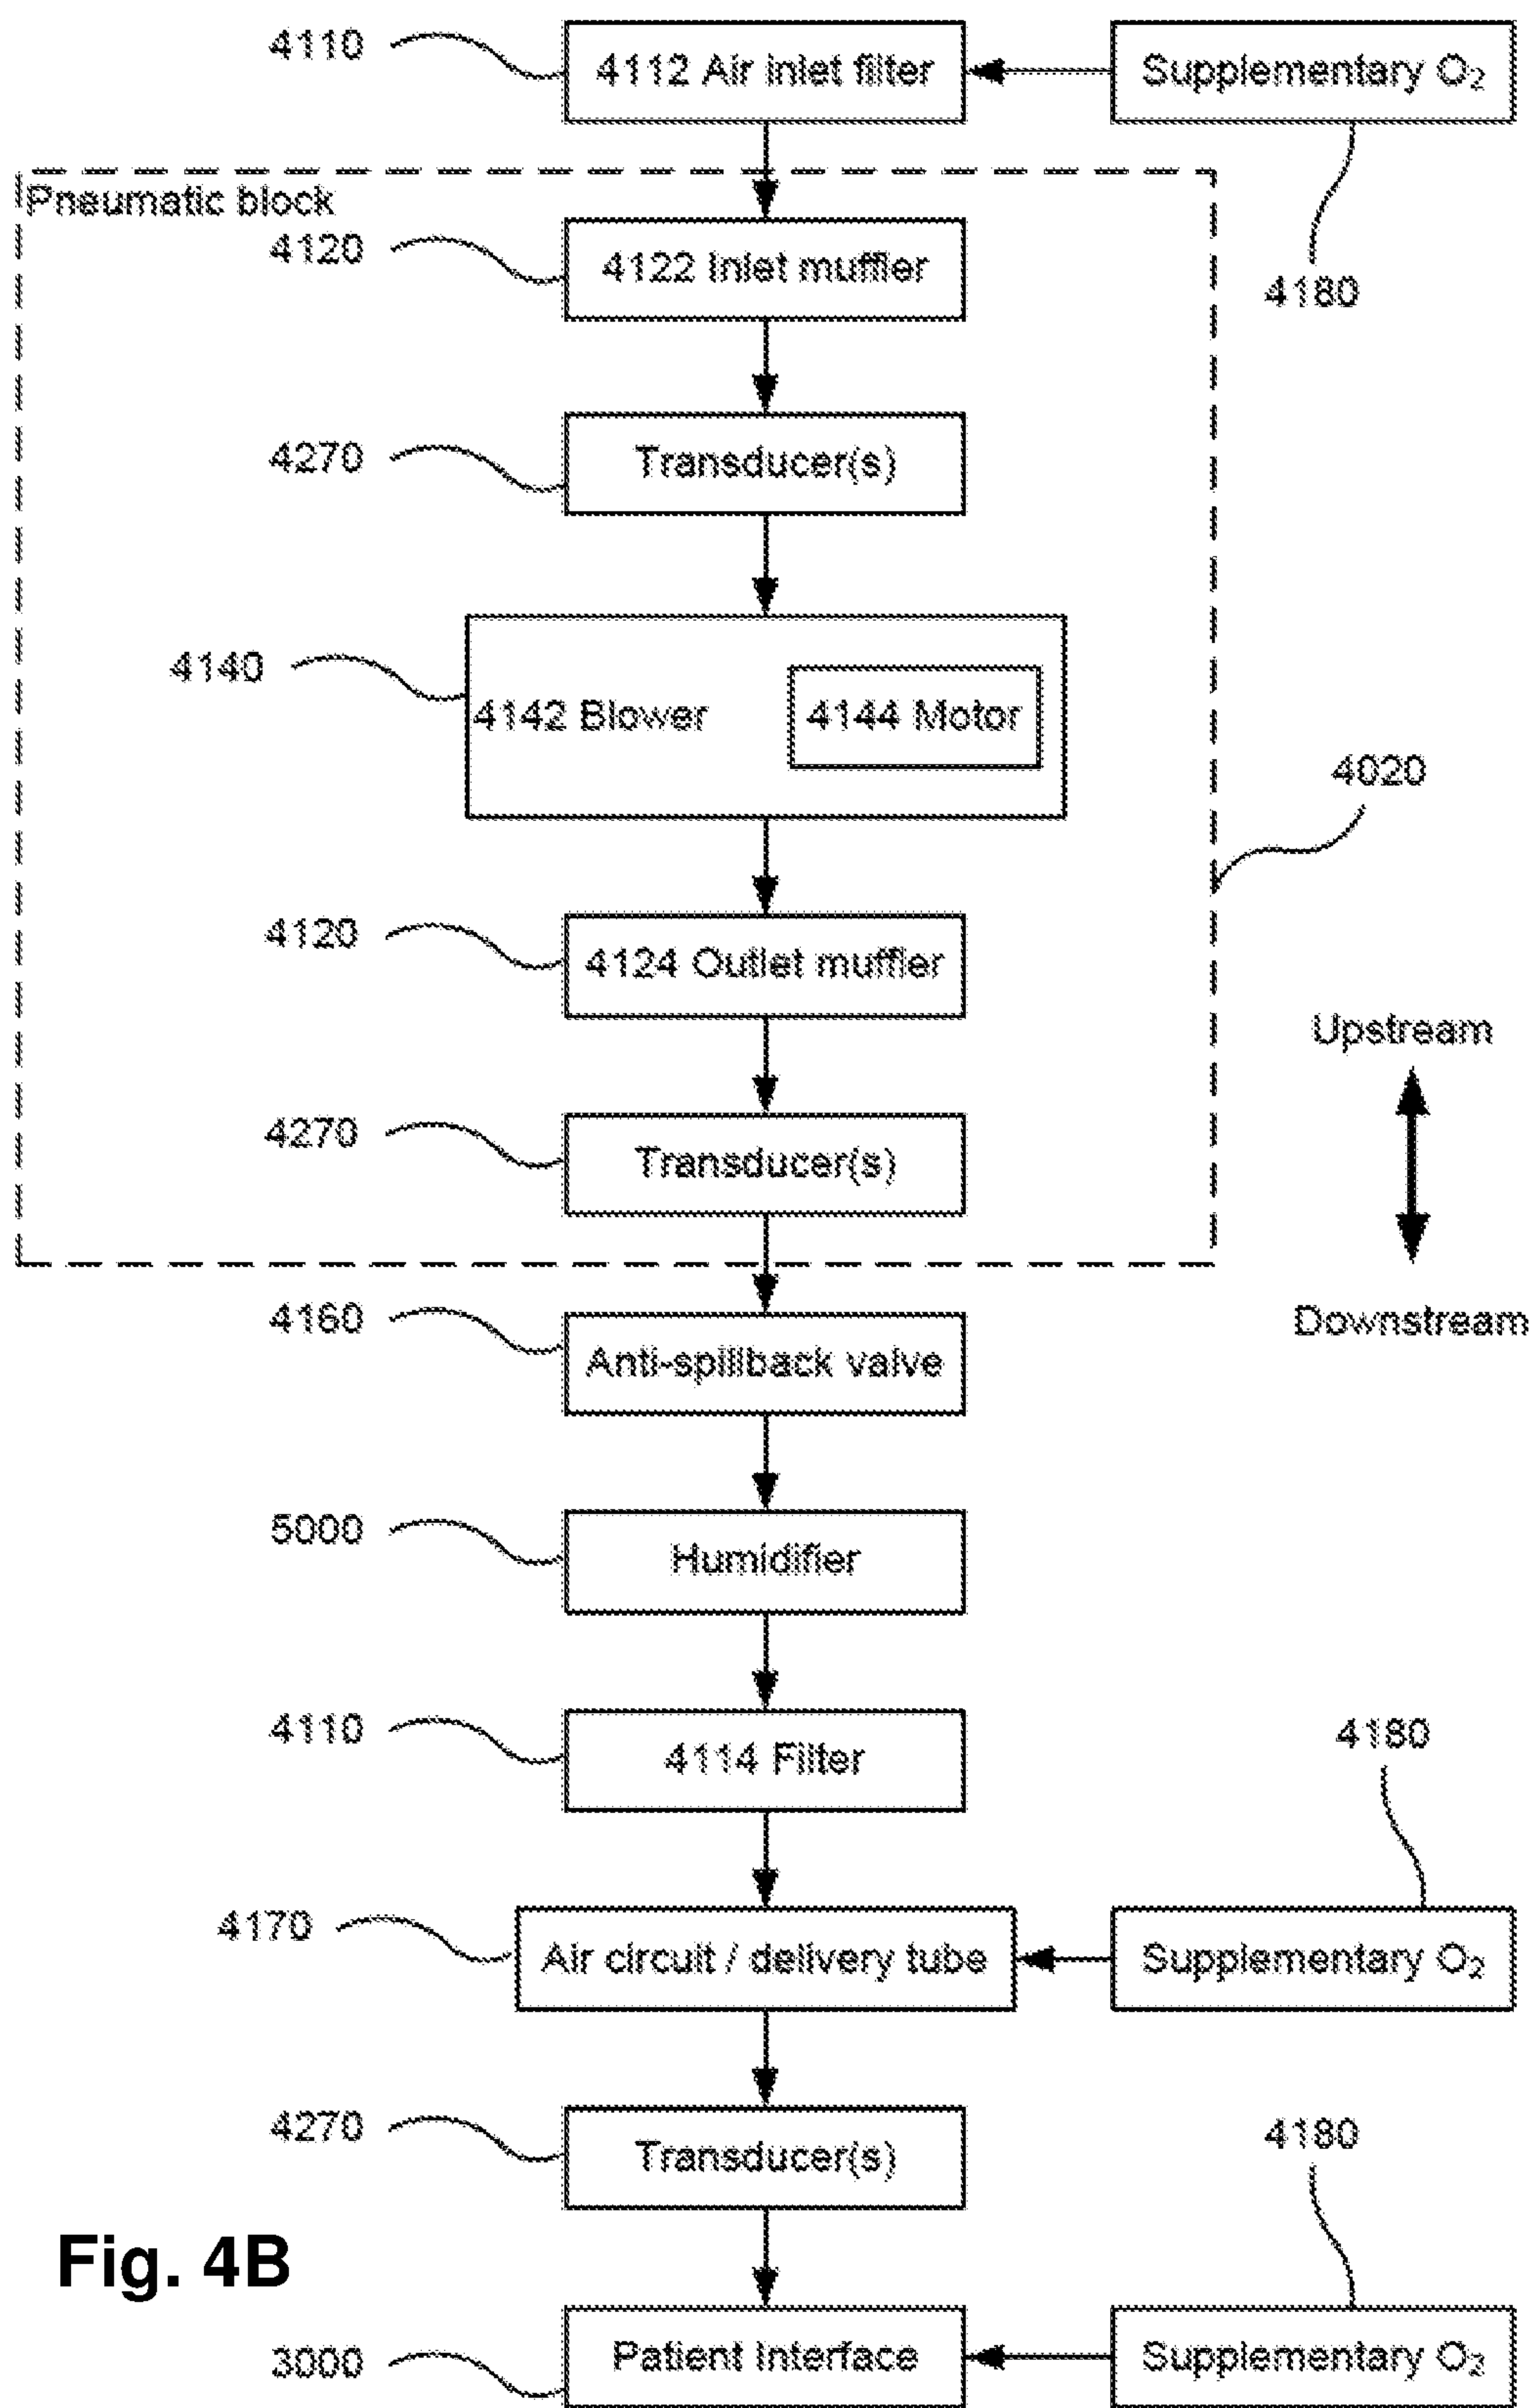 4110
4112 Air inlet filter
Supplementary O₂
Pneumatic block
4120
4122 Inlet muffler
4180
4270
Transducer(s)
4140
4142 Blower
4144 Motor
4020
4120
4124 Outlet muffler
Upstream
4270
Transducer(s)
4160
Anti-spillback valve
Downstream
5000
Humidifier
4110
4114 Filter
4180
4170
Air circuit / delivery tube
Supplementary O₂
4270
Transducer(s)
4180
Fig. 4B
3000
Patient Interface
Supplementary O₂